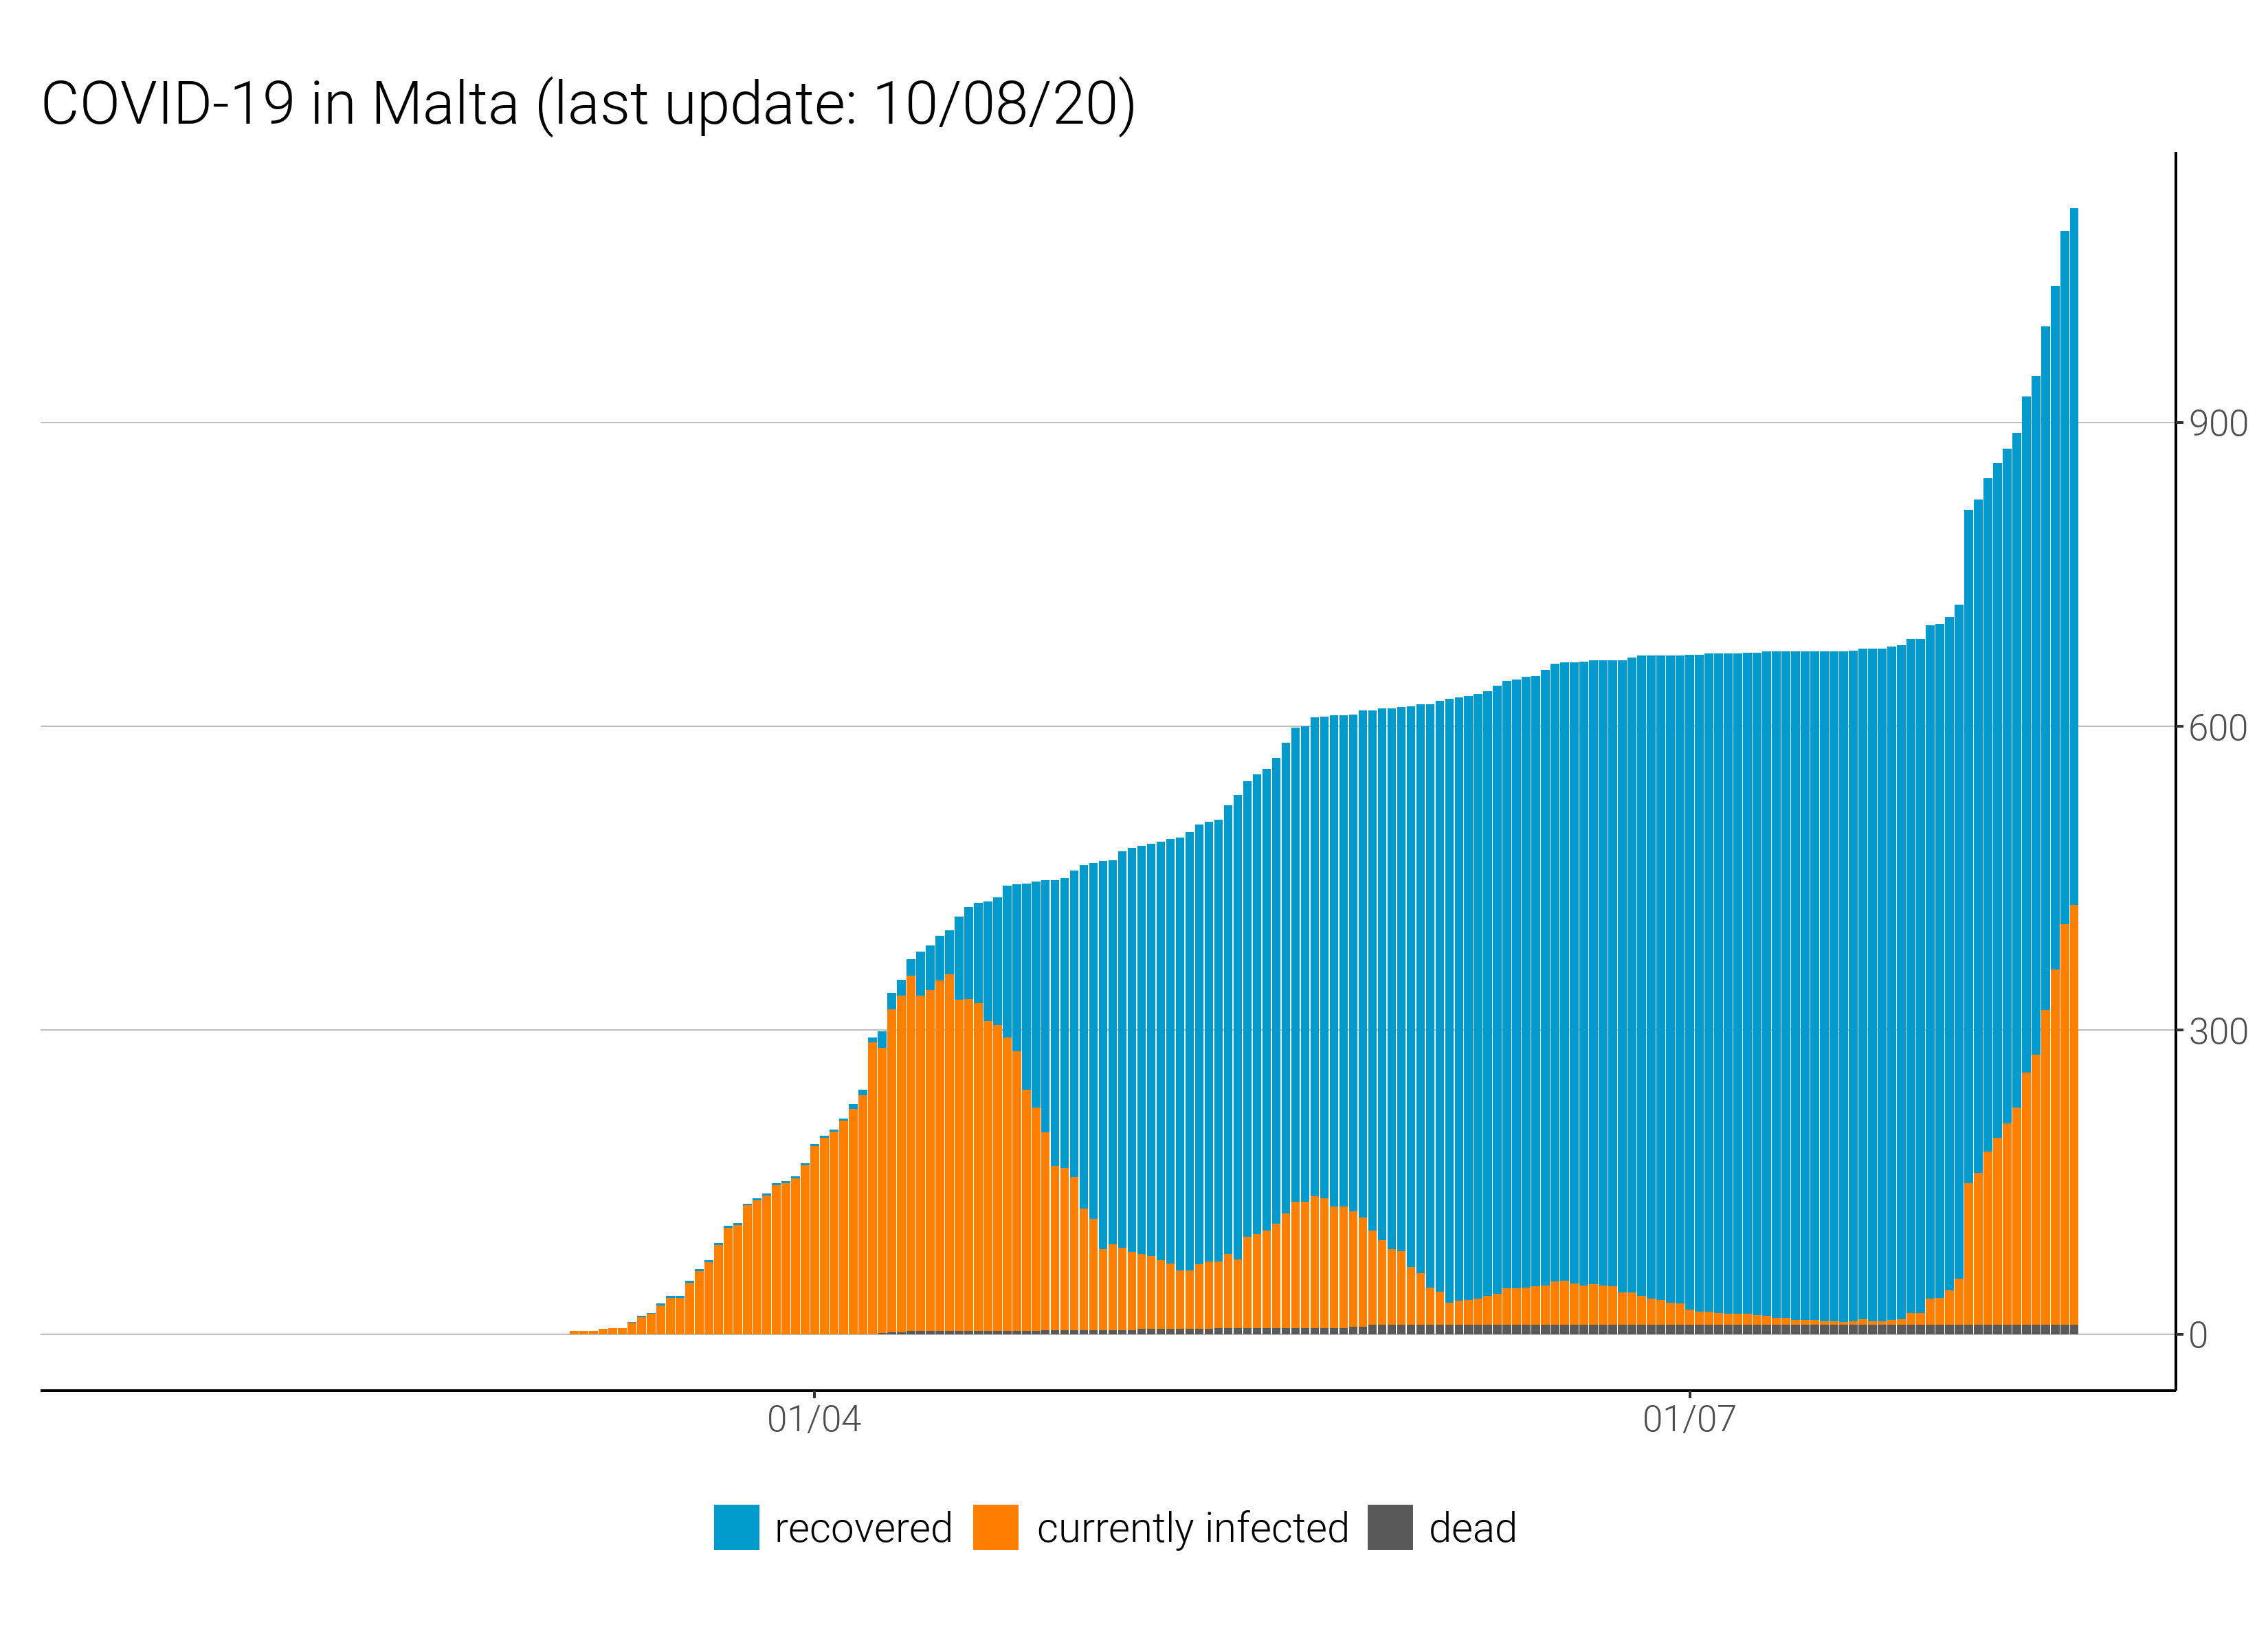 COVID-19 in Malta (last update: 10/08/20)
900
600
300
0
01/04 01/07
recovered currently infected dead